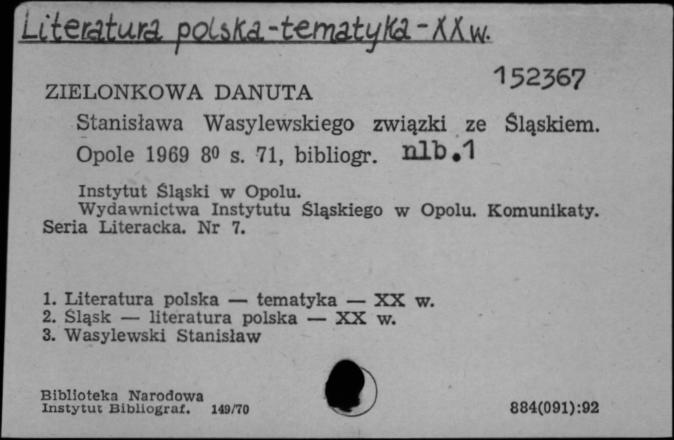 Literatura polska-tematyka-XX w.
152367
ZIELONKOWA DANUTA
Stanisława Wasylewskiego związki ze Śląskiem.
Opole 1969 8⁰ s. 71, bibliogr. nlb.1
Instytut Śląski w Opolu.
Wydawnictwa Instytutu Śląskiego w Opolu. Komunikaty.
Seria Literacka. Nr 7.
1. Literatura polska — tematyka — XX w.
2. Śląsk — literatura polska — XX w.
3. Wasylewski Stanisław
Biblioteka Narodowa
Instytut Bibliograf. 149/70
884(091):92